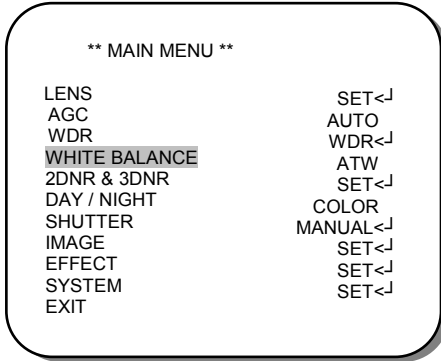 ** MAIN MENU **
LENS SET<┘
AGC AUTO
WDR WDR<┘
WHITE BALANCE ATW
2DNR & 3DNR SET<┘
DAY / NIGHT COLOR
SHUTTER MANUAL<┘
IMAGE SET<┘
EFFECT SET<┘
SYSTEM SET<┘
EXIT